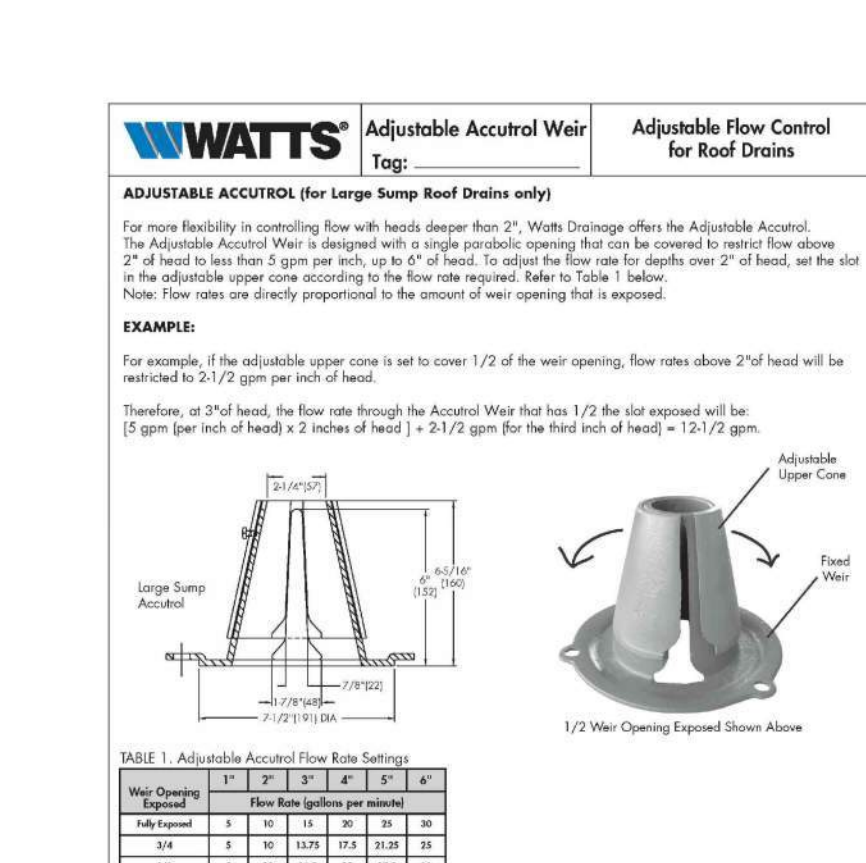 WATTS®
Adjustable Accutrol Weir
Tag:
Adjustable Flow Control
for Roof Drains
ADJUSTABLE ACCUTROL (for Large Sump Roof Drains only)
For more flexibility in controlling flow with heads deeper than 2", Watts Drainage offers the Adjustable Accutrol.
The Adjustable Accutrol Weir is designed with a single parabolic opening that can be covered to restrict flow above
2" of head to less than 5 gpm per inch, up to 6" of head. To adjust the flow rate for depths over 2" of head, set the slot
in the adjustable upper cone according to the flow rate required. Refer to Table 1 below.
Note: Flow rates are directly proportional to the amount of weir opening that is exposed.
EXAMPLE:
For example, if the adjustable upper cone is set to cover 1/2 of the weir opening, flow rates above 2"of head will be
restricted to 2-1/2 gpm per inch of head.
Therefore, at 3"of head, the flow rate through the Accutrol Weir that has 1/2 the slot exposed will be:
[5 gpm (per inch of head) x 2 inches of head ] + 2-1/2 gpm (for the third inch of head) = 12-1/2 gpm.
2-1/4"(57)
Large Sump
Accutrol
6"
(152)
6-5/16"
(160)
7/8"(22)
1-7/8"(48)
7-1/2"(191) DIA
Adjustable
Upper Cone
Fixed
Weir
1/2 Weir Opening Exposed Shown Above
TABLE 1. Adjustable Accutrol Flow Rate Settings
Weir Opening
Exposed
1" 2" 3" 4" 5" 6"
Flow Rate (gallons per minute)
Fully Exposed 5 10 15 20 25 30
3/4 5 10 13.75 17.5 21.25 25